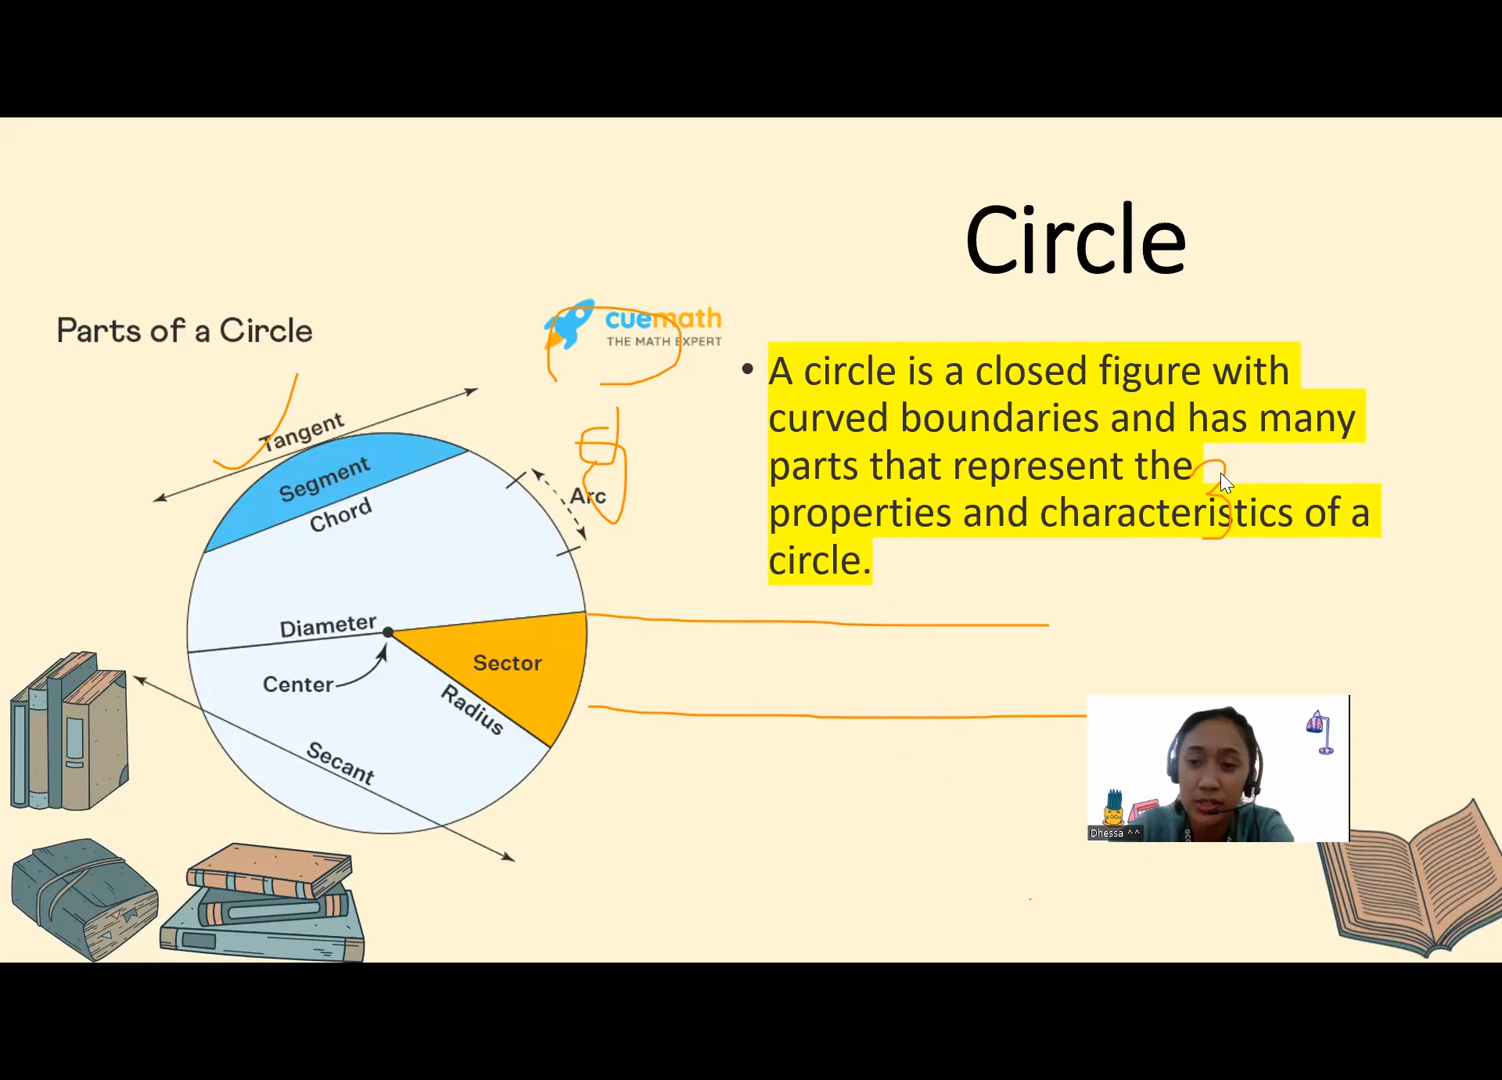 Circle
Parts of a Circle
cuemath
THE MATH EXPERT
• A circle is a closed figure with
curved boundaries and has many
parts that represent the
properties and characteristics of a
circle.
Tangent
Segment
Chord
Arc
Diameter
Center
Sector
Radius
Secant
Dhessa ^^